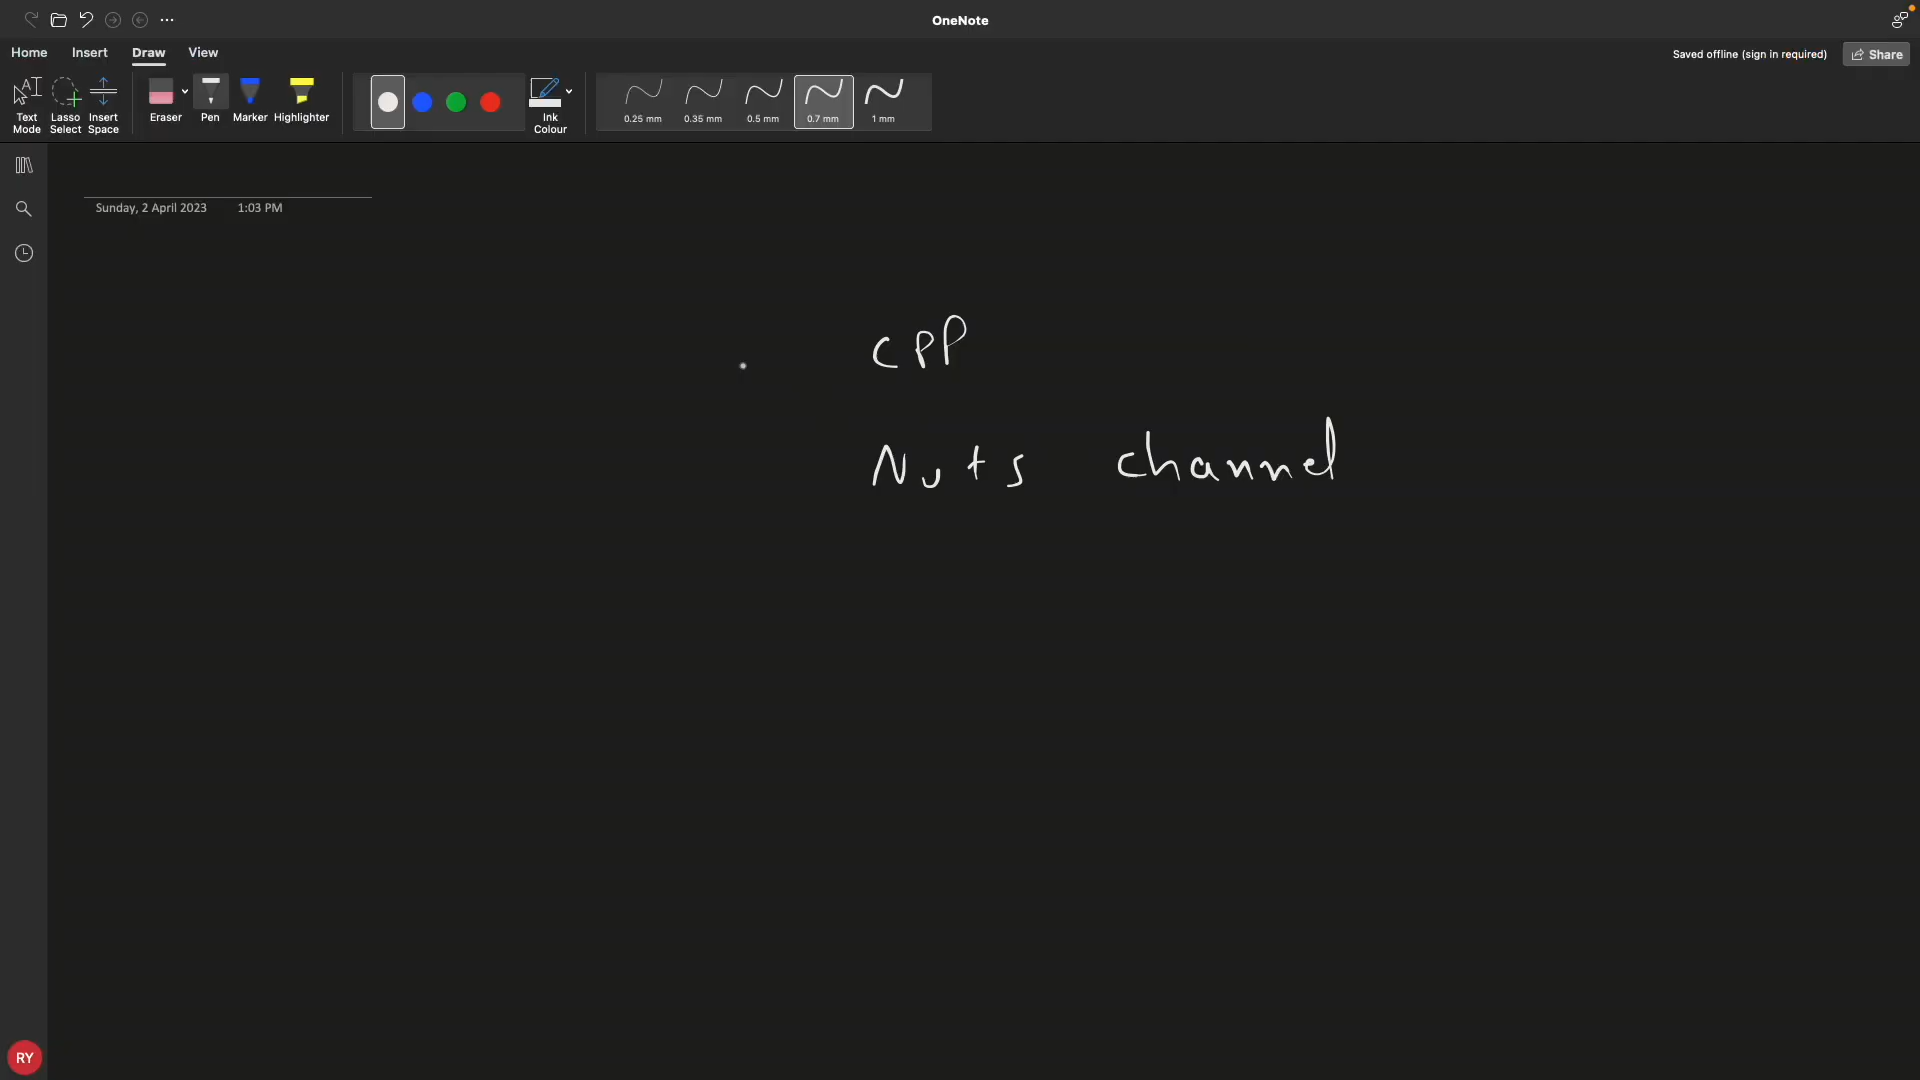 OneNote
Home Insert Draw View
Saved offline (sign in required) Share
Text Mode Lasso Select Insert Space Eraser Pen Marker Highlighter Ink Colour 0.25 mm 0.35 mm 0.5 mm 0.7 mm 1 mm
Sunday, 2 April 2023 1:03 PM
CPP
Nuts channel
RY